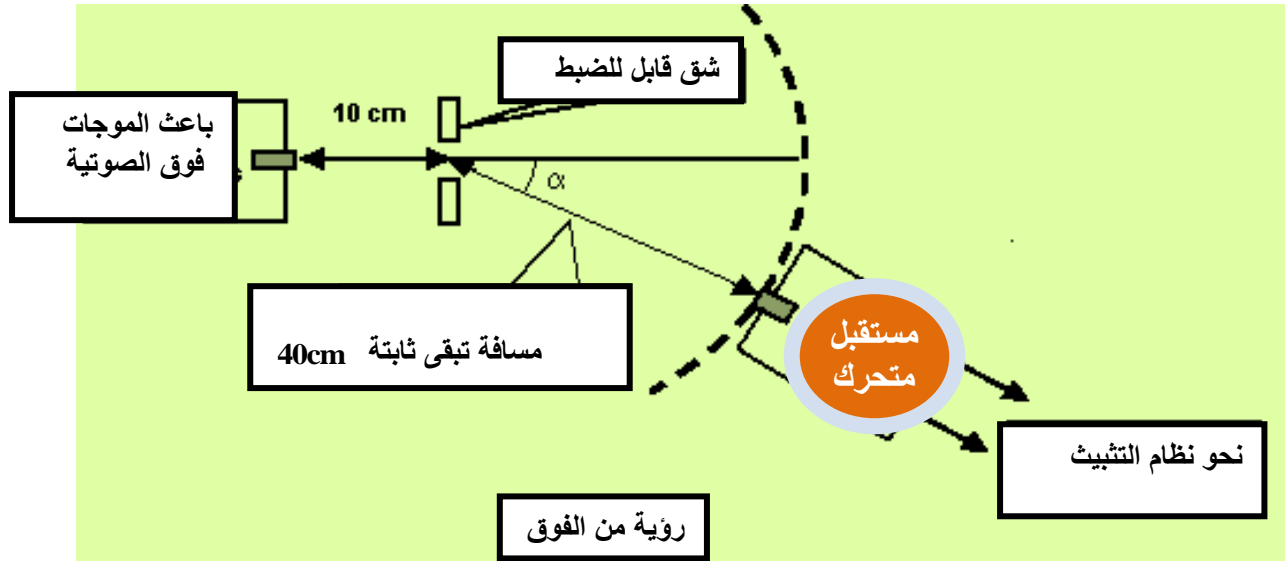 شق قابل للضبط
باعث الموجات
فوق الصوتية
10 cm
α
مسافة تبقى ثابتة 40cm
مستقبل
متحرك
نحو نظام التثبيث
رؤية من الفوق